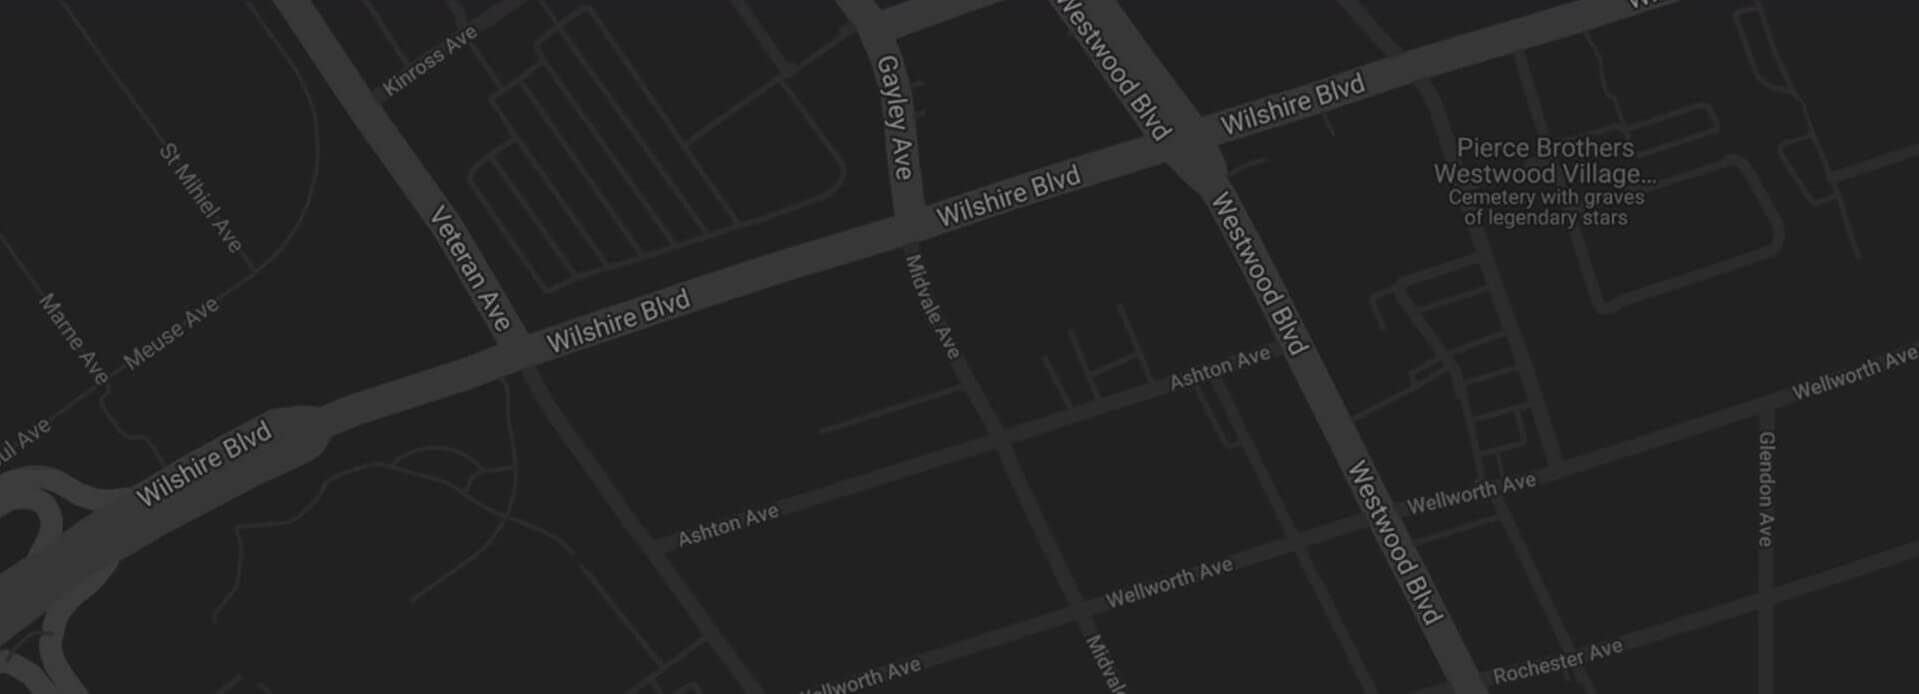 Kinross Ave
Gayley Ave
Westwood Blvd
Wilshire Blvd
St Mihiel Ave
Veteran Ave
Wilshire Blvd
Pierce Brothers
Westwood Village...
Cemetery with graves
of legendary stars
Marne Ave
Meuse Ave
Wilshire Blvd
Midvale Ave
Westwood Blvd
Ashton Ave
Wellworth Ave
Wilshire Blvd
Ashton Ave
Wellworth Ave
Westwood Blvd
Glendon Ave
Wellworth Ave
ellworth Ave
Midval
Rochester Ave